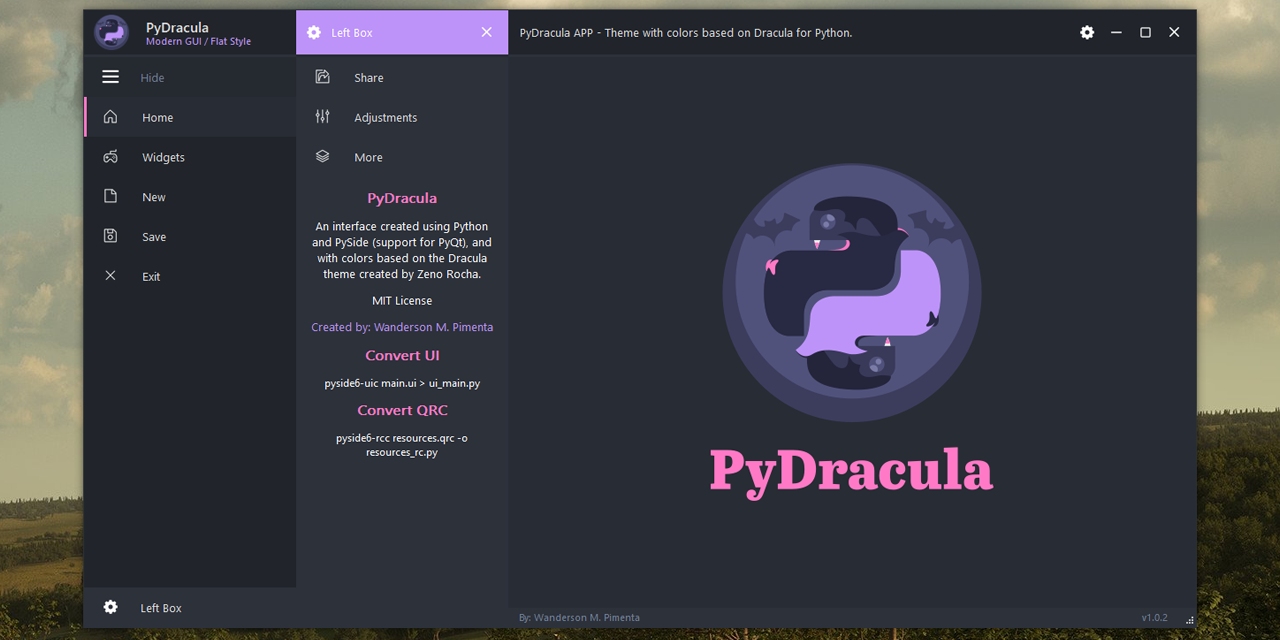 PyDracula
Modern GUI / Flat Style
Hide
Home
Widgets
New
Save
Exit
Left Box
Left Box
Share
Adjustments
More
PyDracula
An interface created using Python
and PySide (support for PyQt), and
with colors based on the Dracula
theme created by Zeno Rocha.
MIT License
Created by: Wanderson M. Pimenta
Convert UI
pyside6-uic main.ui > ui_main.py
Convert QRC
pyside6-rcc resources.qrc -o
resources_rc.py
PyDracula APP - Theme with colors based on Dracula for Python.
PyDracula
By: Wanderson M. Pimenta
v1.0.2